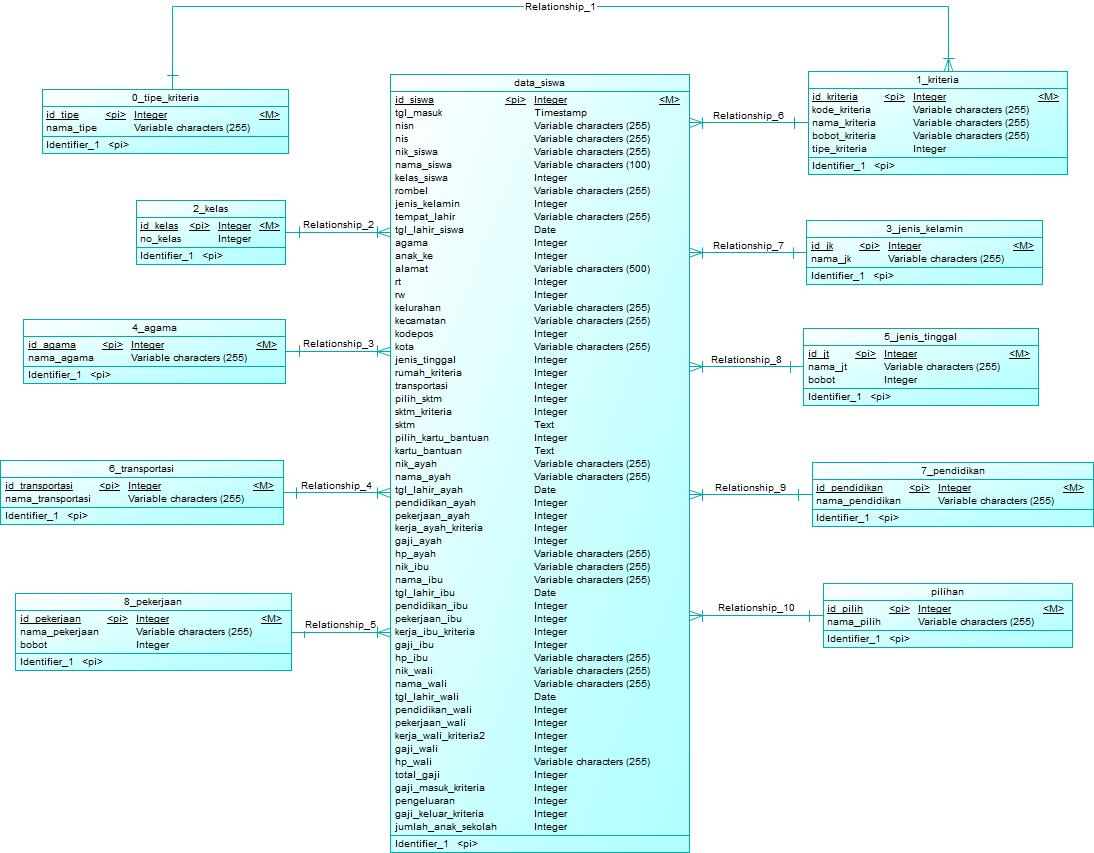 Relationship_1
0_tipe_kriteria
id_tipe <pi> Integer <M>
nama_tipe Variable characters (255)
Identifier_1 <pi>
2_kelas
id_kelas <pi> Integer <M>
no_kelas Integer
Identifier_1 <pi>
Relationship_2
4_agama
id_agama <pi> Integer <M>
nama_agama Variable characters (255)
Identifier_1 <pi>
Relationship_3
6_transportasi
id_transportasi <pi> Integer <M>
nama_transportasi Variable characters (255)
Identifier_1 <pi>
Relationship_4
8_pekerjaan
id_pekerjaan <pi> Integer <M>
nama_pekerjaan Variable characters (255)
bobot Integer
Identifier_1 <pi>
Relationship_5
data_siswa
id_siswa <pi> Integer <M>
tgl_masuk Timestamp
nisn Variable characters (255)
nis Variable characters (255)
nik_siswa Variable characters (255)
nama_siswa Variable characters (100)
kelas_siswa Integer
rombel Variable characters (255)
jenis_kelamin Integer
tempat_lahir Variable characters (255)
tgl_lahir_siswa Date
agama Integer
anak_ke Integer
alamat Variable characters (500)
rt Integer
rw Integer
kelurahan Variable characters (255)
kecamatan Variable characters (255)
kodepos Integer
kota Variable characters (255)
jenis_tinggal Integer
rumah_kriteria Integer
transportasi Integer
pilih_sktm Integer
sktm_kriteria Integer
sktm Text
pilih_kartu_bantuan Integer
kartu_bantuan Text
nik_ayah Variable characters (255)
nama_ayah Variable characters (255)
tgl_lahir_ayah Date
pendidikan_ayah Integer
pekerjaan_ayah Integer
kerja_ayah_kriteria Integer
gaji_ayah Integer
hp_ayah Variable characters (255)
nik_ibu Variable characters (255)
nama_ibu Variable characters (255)
tgl_lahir_ibu Date
pendidikan_ibu Integer
pekerjaan_ibu Integer
kerja_ibu_kriteria Integer
gaji_ibu Integer
hp_ibu Variable characters (255)
nik_wali Variable characters (255)
nama_wali Variable characters (255)
tgl_lahir_wali Date
pendidikan_wali Integer
pekerjaan_wali Integer
kerja_wali_kriteria2 Integer
gaji_wali Integer
hp_wali Variable characters (255)
total_gaji Integer
gaji_masuk_kriteria Integer
pengeluaran Integer
gaji_keluar_kriteria Integer
jumlah_anak_sekolah Integer
Identifier_1 <pi>
1_kriteria
id_kriteria <pi> Integer <M>
kode_kriteria Variable characters (255)
nama_kriteria Variable characters (255)
bobot_kriteria Variable characters (255)
tipe_kriteria Integer
Identifier_1 <pi>
Relationship_6
3_jenis_kelamin
id_jk <pi> Integer <M>
nama_jk Variable characters (255)
Identifier_1 <pi>
Relationship_7
5_jenis_tinggal
id_jt <pi> Integer <M>
nama_jt Variable characters (255)
bobot Integer
Identifier_1 <pi>
Relationship_8
7_pendidikan
id_pendidikan <pi> Integer <M>
nama_pendidikan Variable characters (255)
Identifier_1 <pi>
Relationship_9
pilihan
id_pilih <pi> Integer <M>
nama_pilih Variable characters (255)
Identifier_1 <pi>
Relationship_10